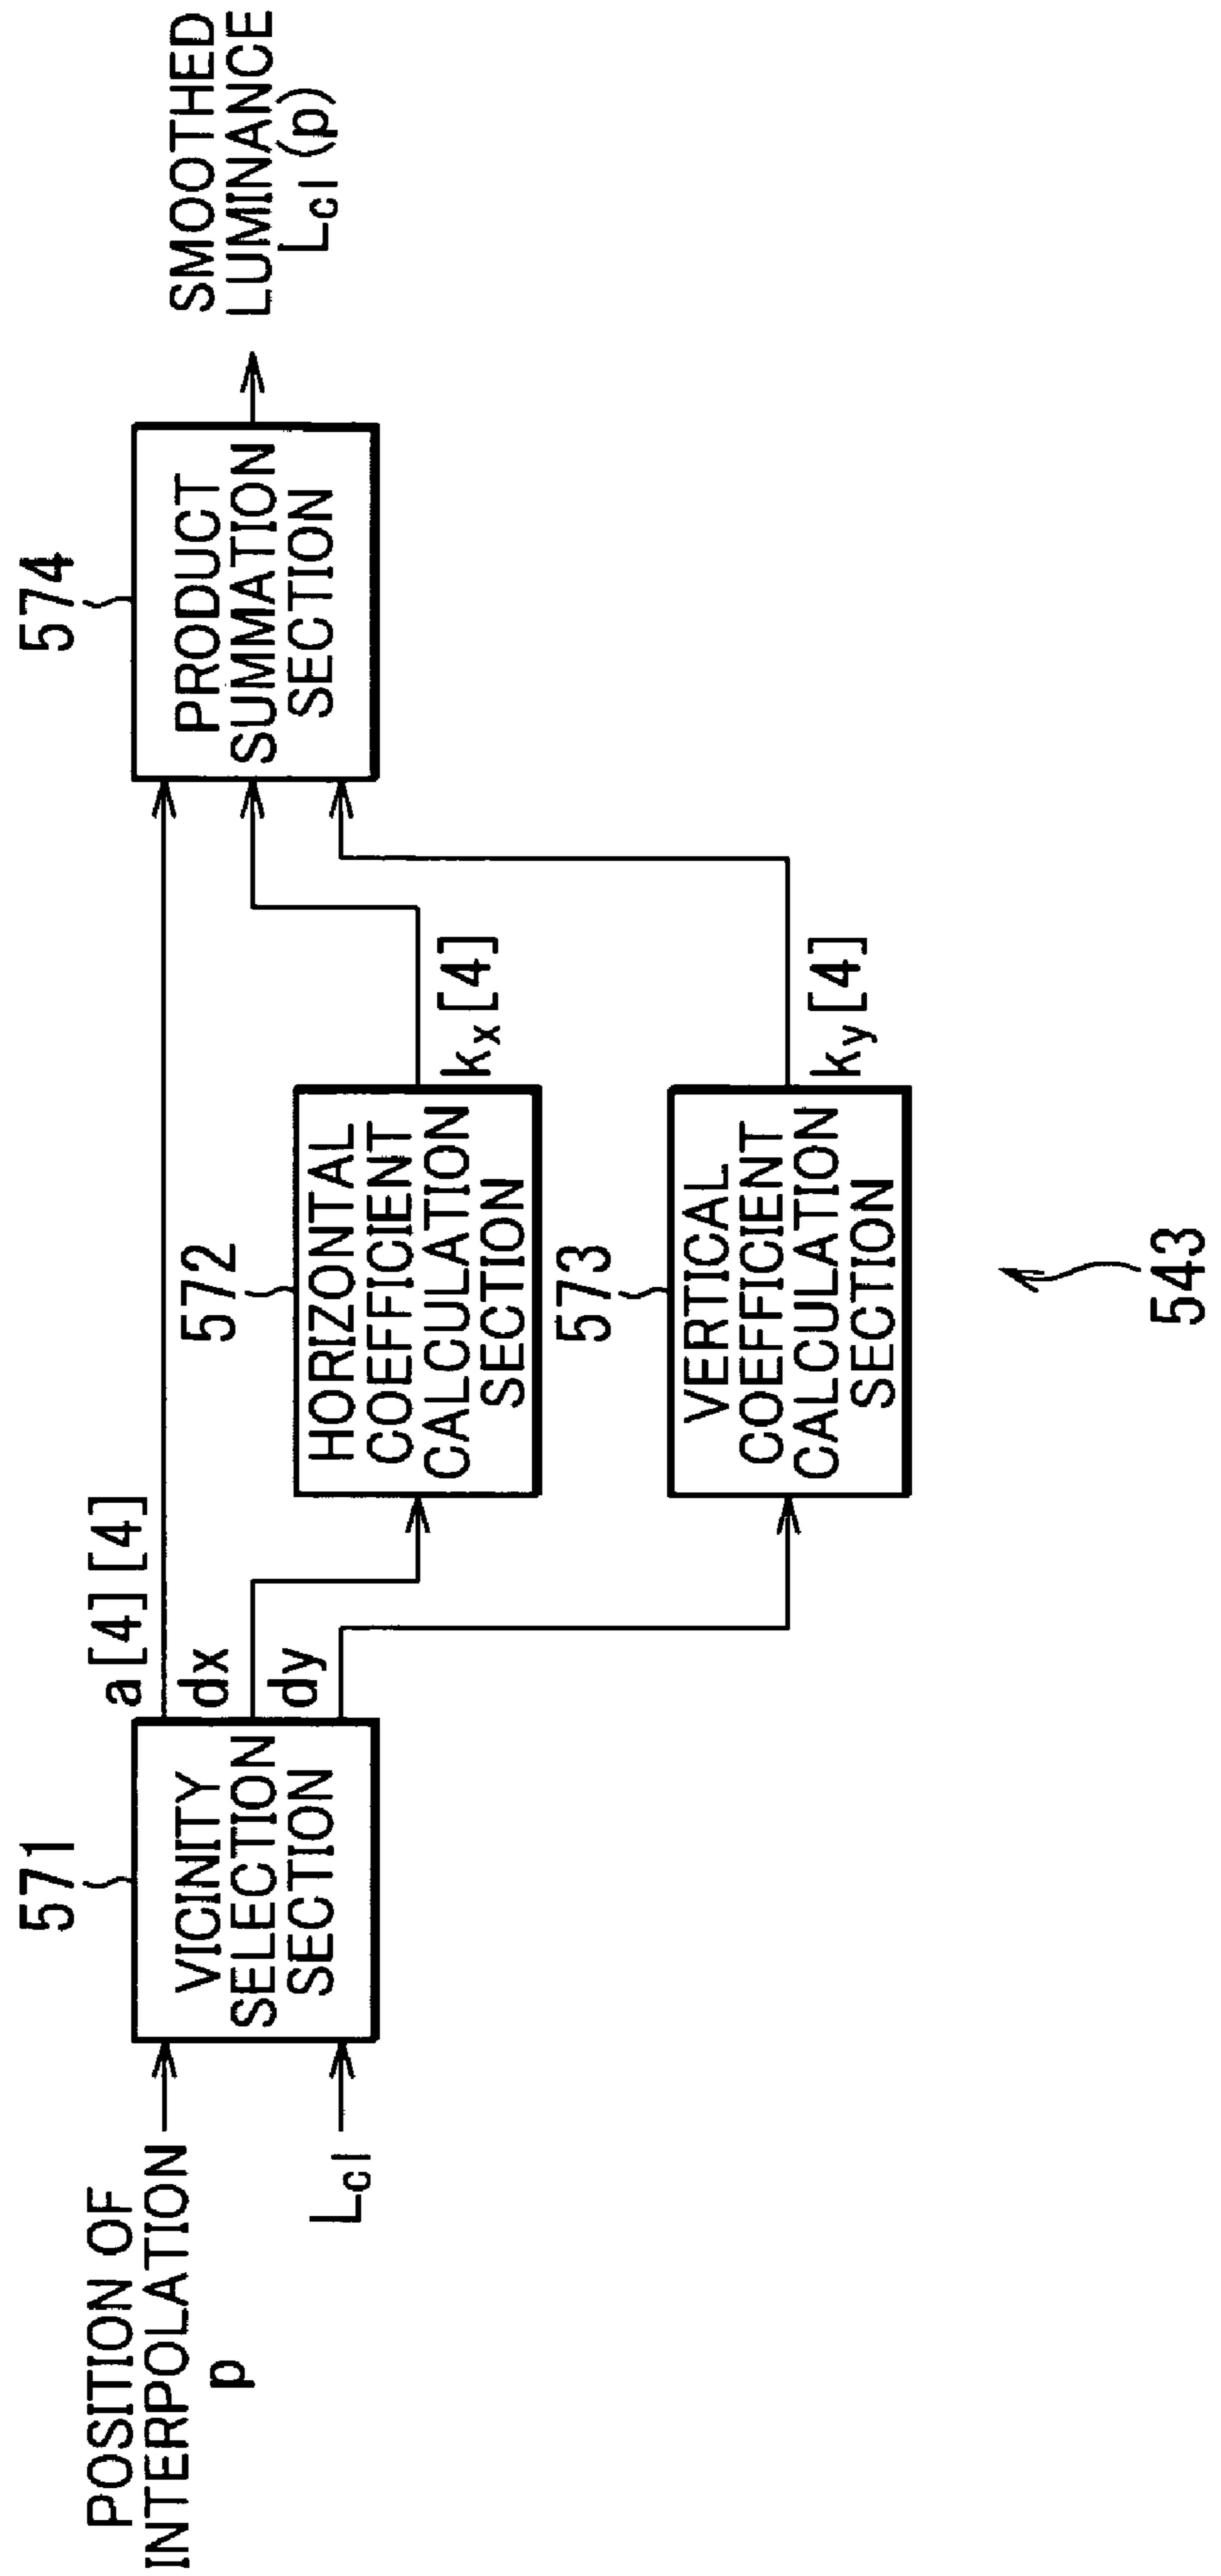 POSITION OF
INTERPOLATION
p
L_cl
571
VICINITY
SELECTION
SECTION
a[4][4]
dx
dy
572
HORIZONTAL
COEFFICIENT
CALCULATION
SECTION
k_x[4]
573
VERTICAL
COEFFICIENT
CALCULATION
SECTION
k_y[4]
574
PRODUCT
SUMMATION
SECTION
SMOOTHED
LUMINANCE
L_cl (p)
543